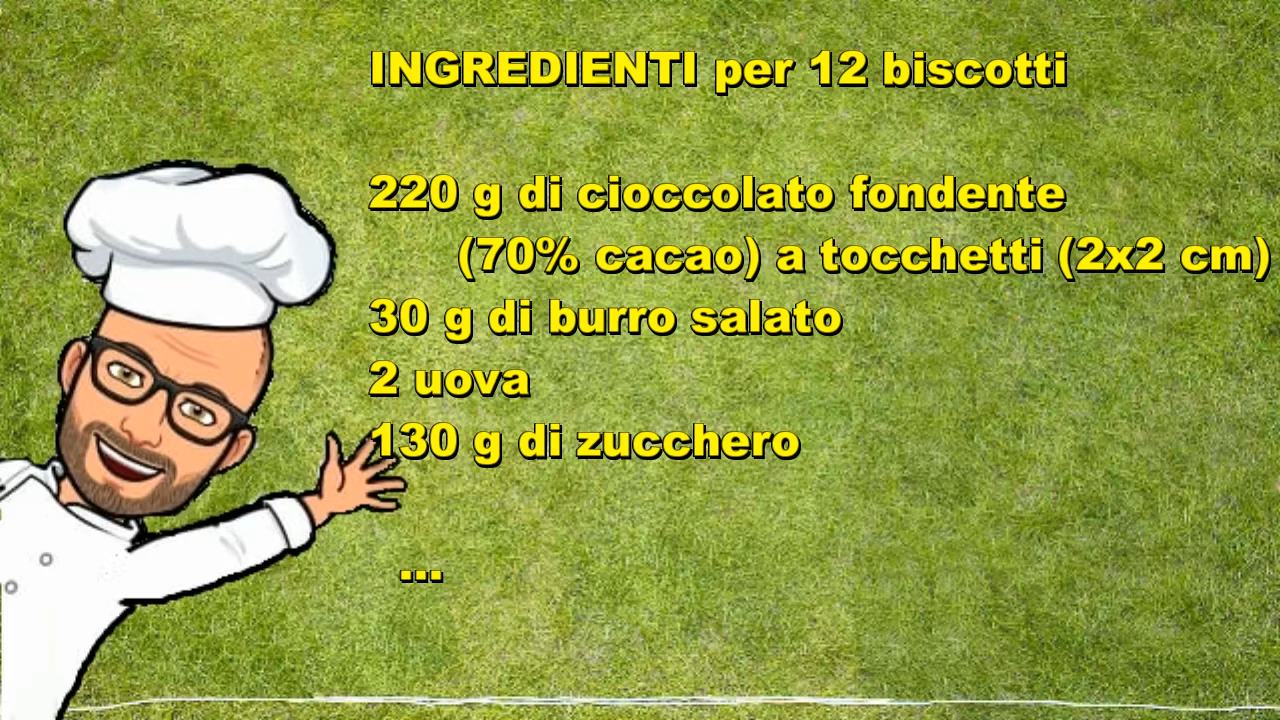 INGREDIENTI per 12 biscotti
220 g di cioccolato fondente
(70% cacao) a tocchetti (2x2 cm)
30 g di burro salato
2 uova
130 g di zucchero
...